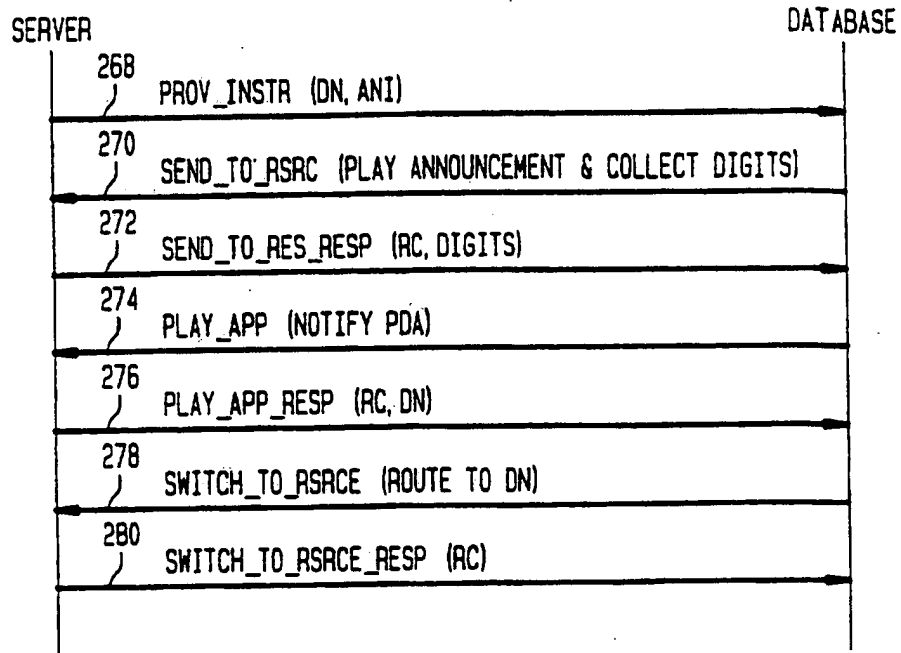 SERVER
DATABASE
268
PROV_INSTR (DN, ANI)
270
SEND_TO_RSRC (PLAY ANNOUNCEMENT & COLLECT DIGITS)
272
SEND_TO_RES_RESP (RC, DIGITS)
274
PLAY_APP (NOTIFY PDA)
276
PLAY_APP_RESP (RC, DN)
278
SWITCH_TO_RSRCE (ROUTE TO DN)
280
SWITCH_TO_RSRCE_RESP (RC)